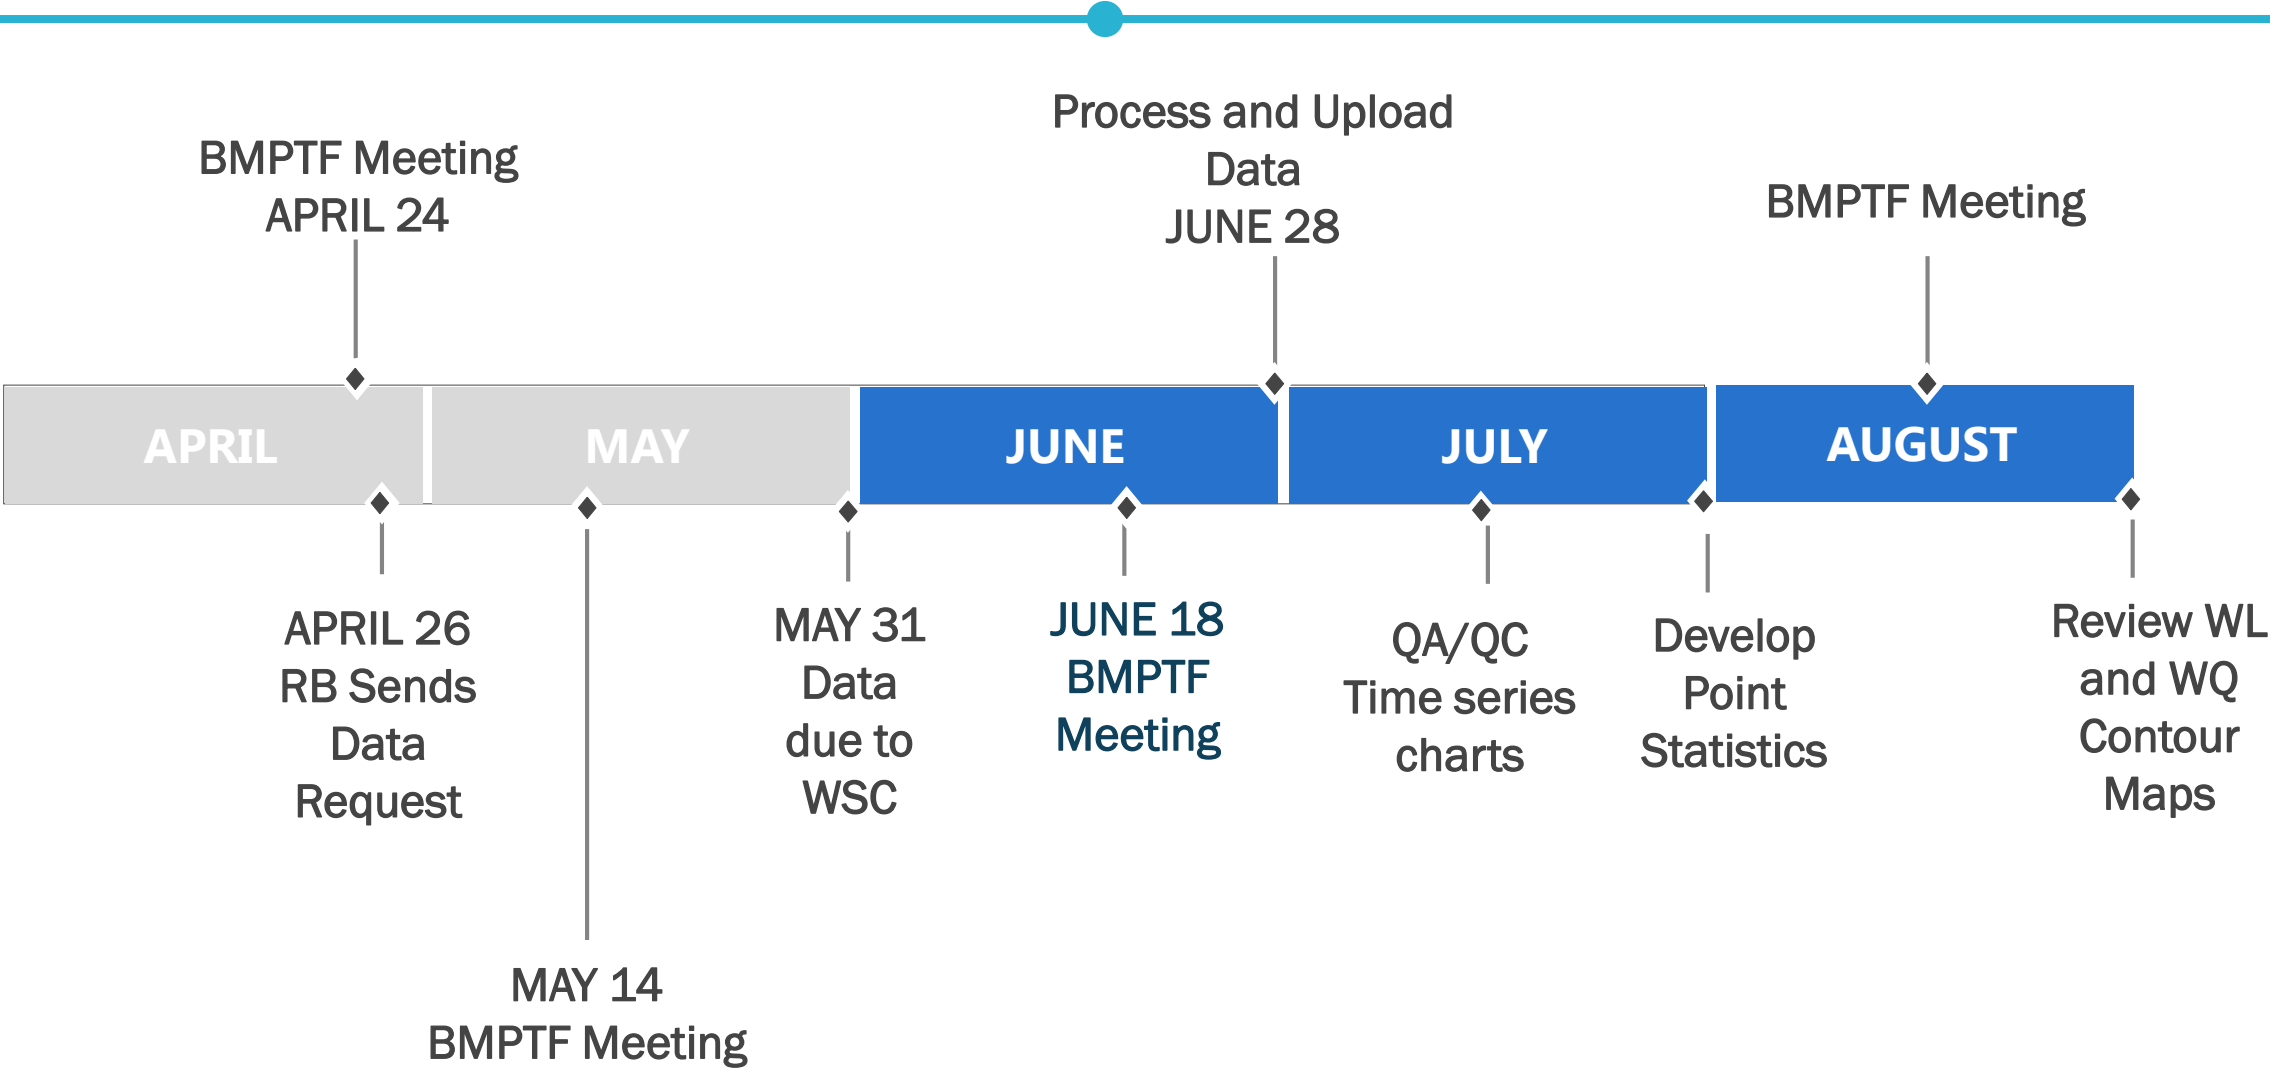 BMPTF Meeting
APRIL 24
Process and Upload
Data
JUNE 28
BMPTF Meeting
APRIL
MAY
JUNE
JULY
AUGUST
APRIL 26
RB Sends
Data
Request
MAY 14
BMPTF Meeting
MAY 31
Data
due to
WSC
JUNE 18
BMPTF
Meeting
QA/QC
Time series
charts
Develop
Point
Statistics
Review WL
and WQ
Contour
Maps